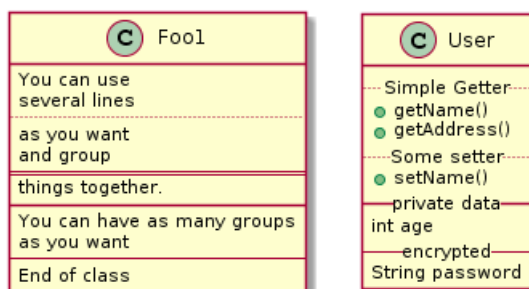 C Foo1
You can use
several lines
as you want
and group
things together.
You can have as many groups
as you want
End of class
C User
Simple Getter
getName()
getAddress()
Some setter
setName()
private data
int age
encrypted
String password